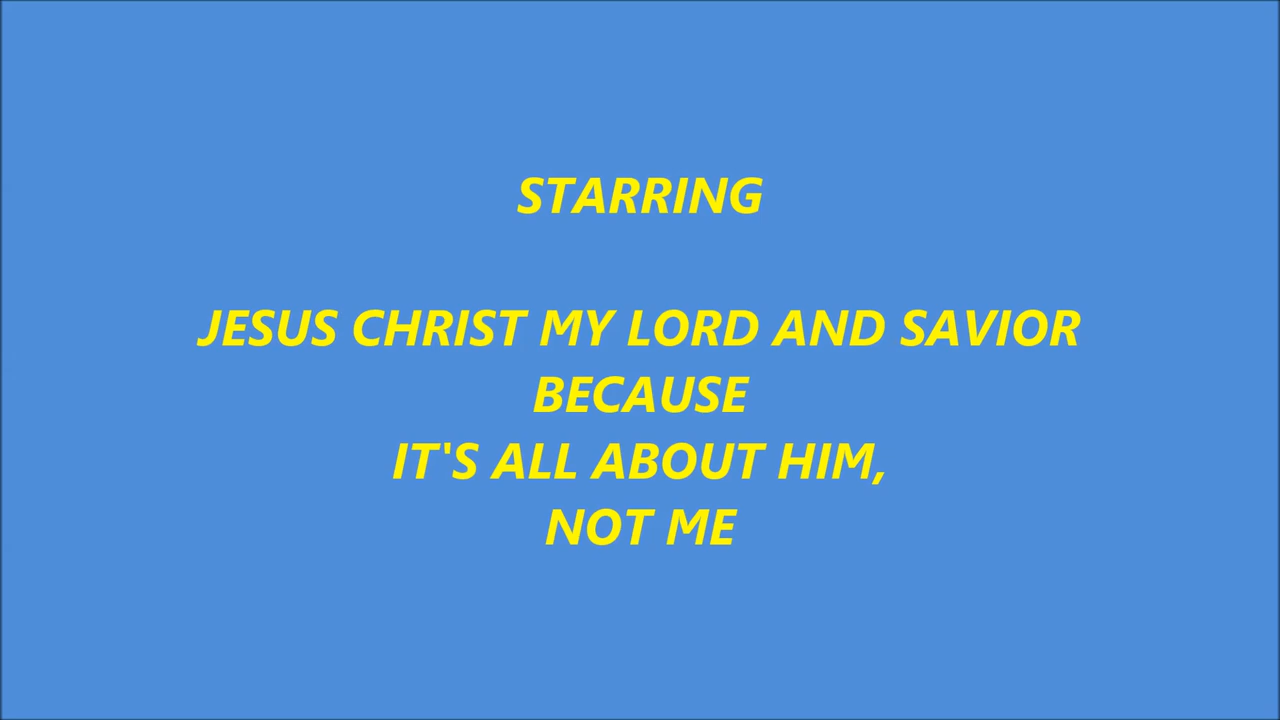 STARRING
JESUS CHRIST MY LORD AND SAVIOR
BECAUSE
IT'S ALL ABOUT HIM,
NOT ME